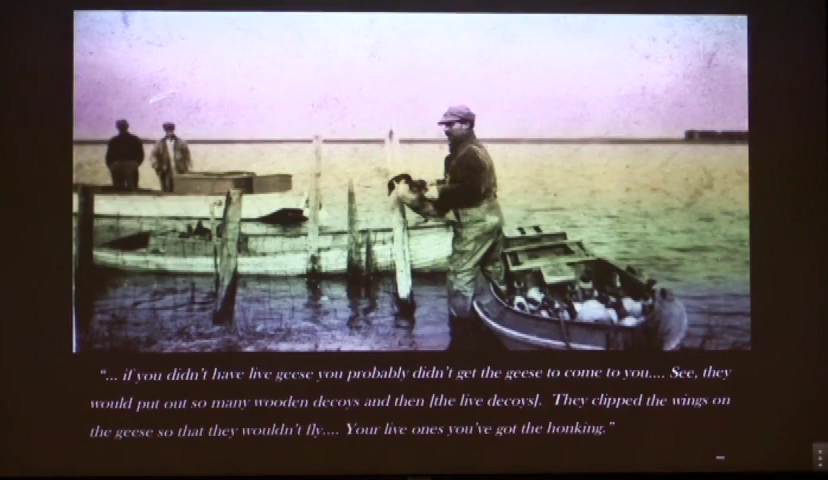 “... if you didn’t have live geese you probably didn’t get the geese to come to you.... See, they
would put out so many wooden decoys and then [the live decoys].  They clipped the wings on
the geese so that they wouldn’t fly.... Your live ones you’ve got the honking.”